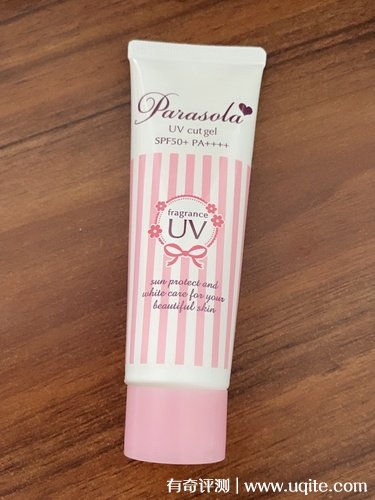 Parasola
UV cut gel
SPF50+ PA++++
fragrance
UV
sun protect and
white care for your
beautiful skin
有奇评测 | www.uqite.com